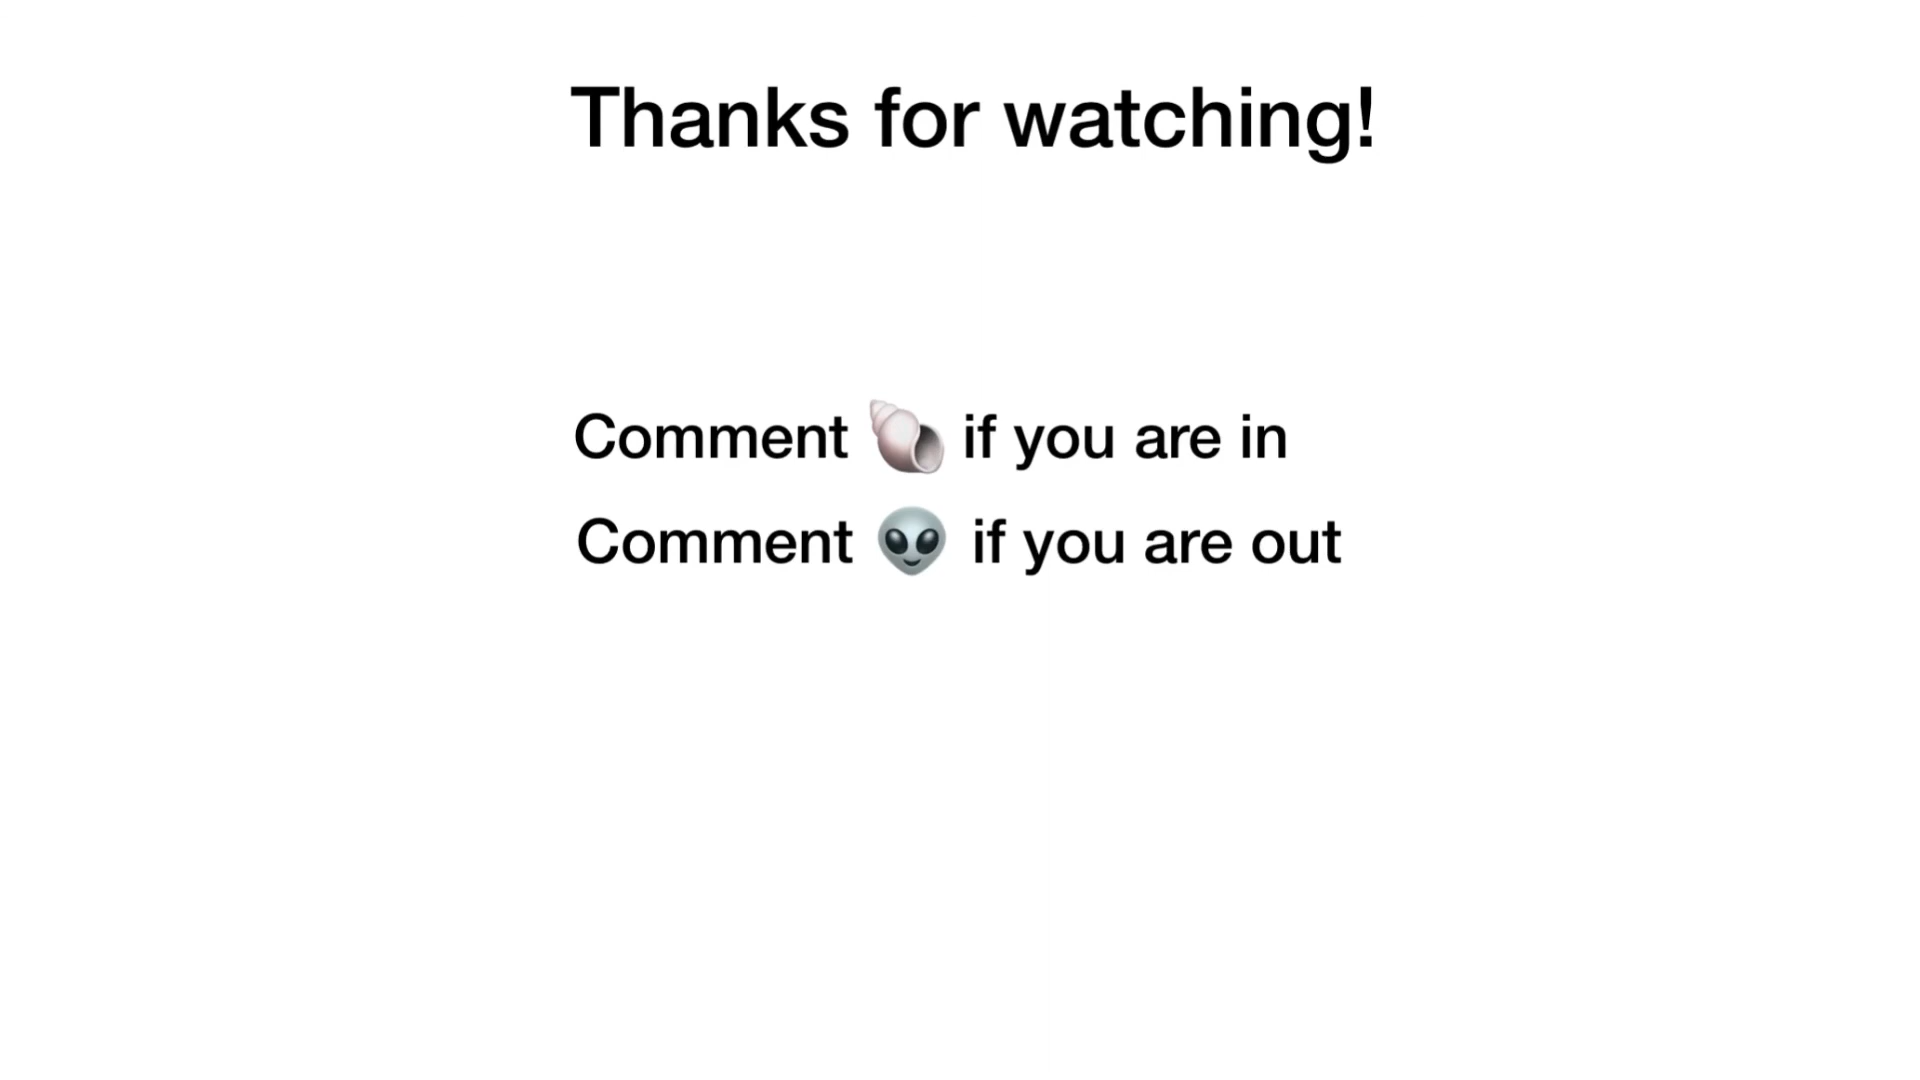 Thanks for watching!
Comment 🐚 if you are in
Comment 👽 if you are out